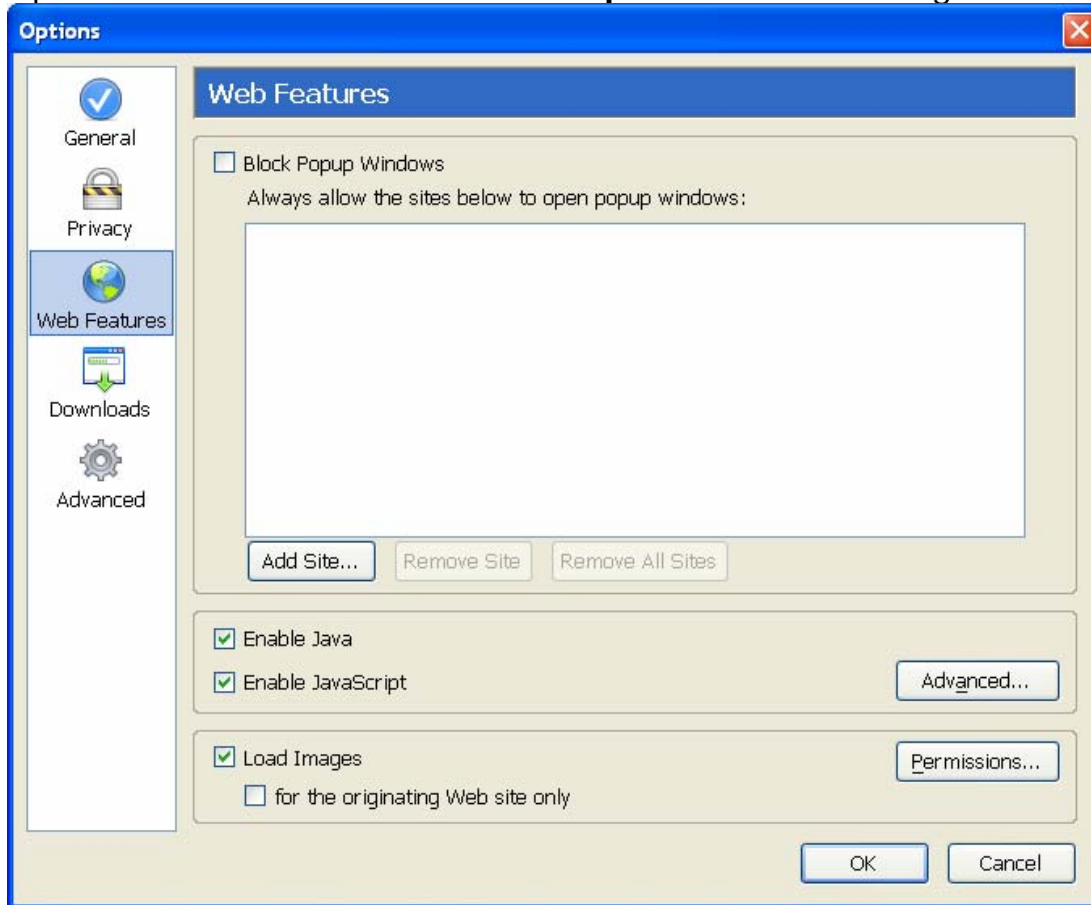 Options
General
Privacy
Web Features
Downloads
Advanced
Web Features
Block Popup Windows
Always allow the sites below to open popup windows:
Add Site... Remove Site Remove All Sites
Enable Java
Enable JavaScript
Advanced...
Load Images
Permissions...
for the originating Web site only
OK Cancel